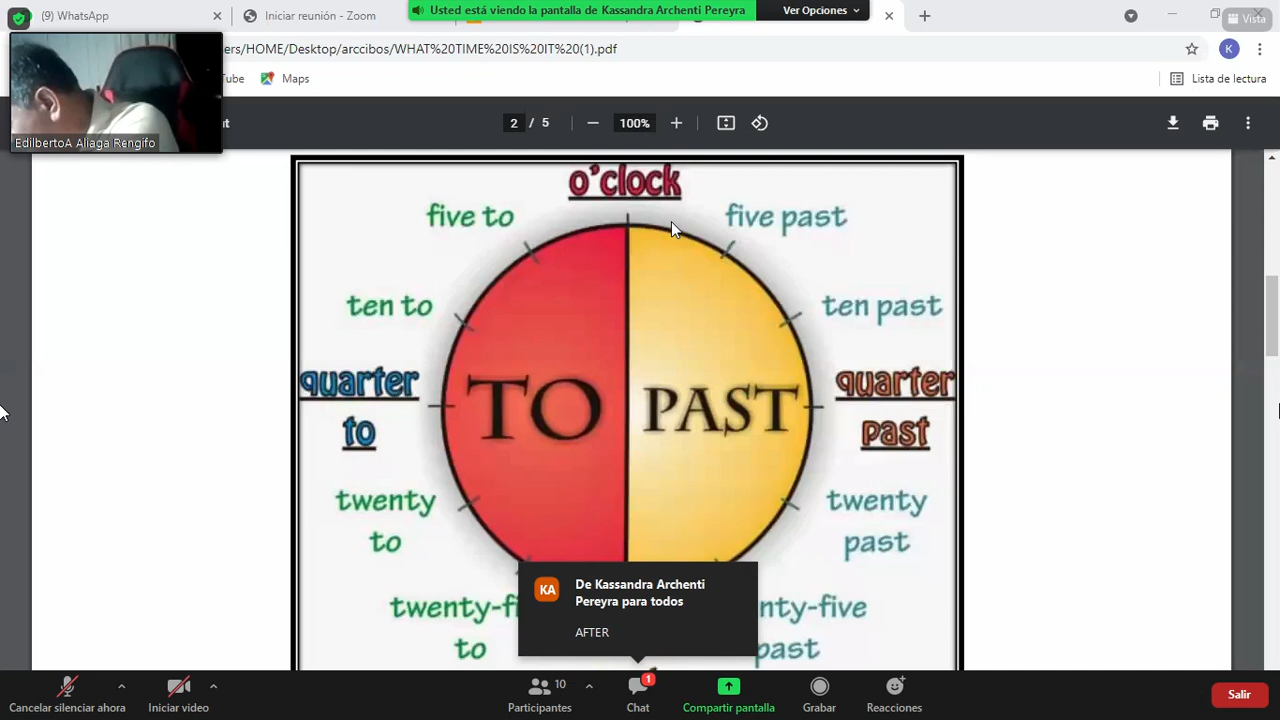 (9) WhatsApp
Iniciar reunión - Zoom
Usted está viendo la pantalla de Kassandra Archenti Pereyra
Ver Opciones
Vista
ers/HOME/Desktop/arccibos/WHAT%20TIME%20IS%20IT%20(1).pdf
K
Tube
Maps
Lista de lectura
EdilbertoA Aliaga Rengifo
2 / 5
100%
o'clock
five to
five past
ten to
ten past
quarter
to
TO
PAST
quarter
past
twenty
to
twenty
past
twenty-fi
to
nty-five
past
KA
De Kassandra Archenti
Pereyra para todos
AFTER
Cancelar silenciar ahora
Iniciar video
10
Participantes
1
Chat
Compartir pantalla
Grabar
Reacciones
Salir